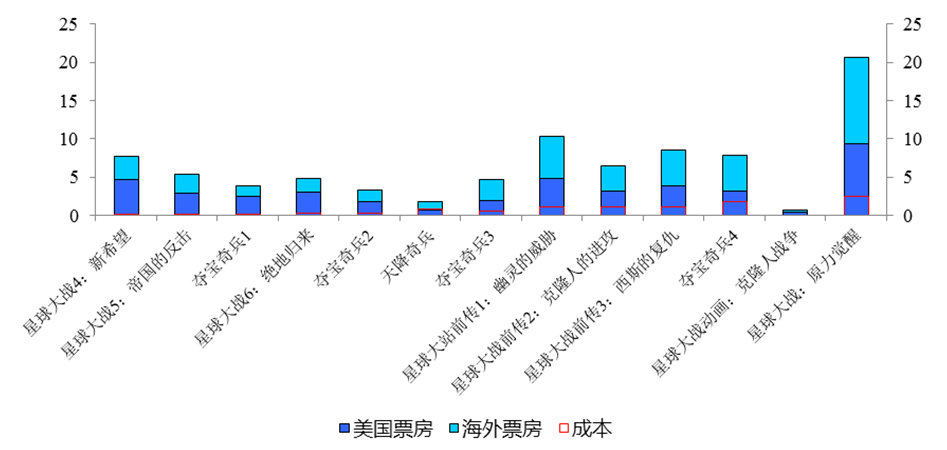 25
20
15
10
5
0
25
20
15
10
5
0
星球大战4：新希望
星球大战5：帝国的反击
夺宝奇兵1
星球大战6：绝地归来
夺宝奇兵2
天降奇兵
夺宝奇兵3
星球大站前传1：幽灵的威胁
星球大战前传2：克隆人的进攻
星球大战前传3：西斯的复仇
夺宝奇兵4
星球大战动画：克隆人战争
星球大战：原力觉醒
美国票房 海外票房 成本